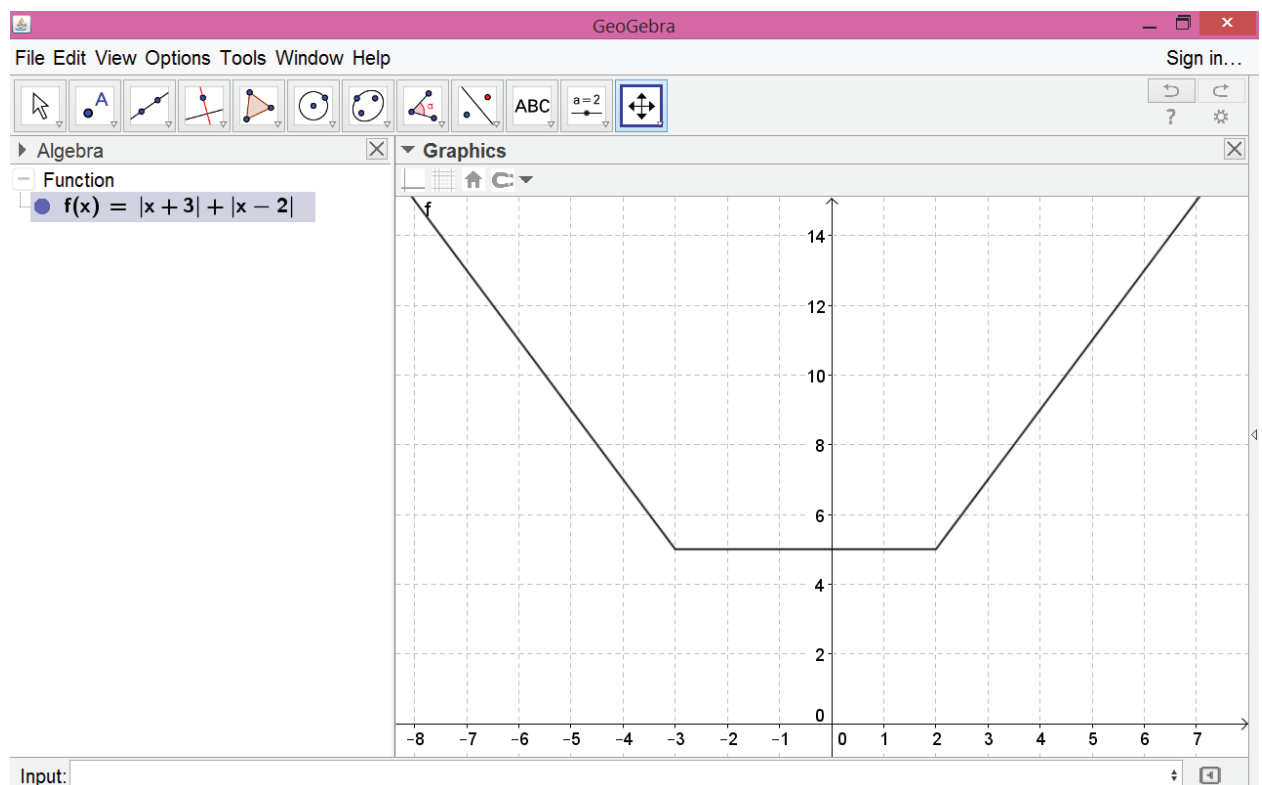 GeoGebra
File Edit View Options Tools Window Help
Sign in...
A
α
ABC
a=2
?
Algebra
Graphics
Function
f(x) = |x + 3| + |x − 2|
f
14
12
10
8
6
4
2
0
−8 −7 −6 −5 −4 −3 −2 −1 0 1 2 3 4 5 6 7
Input: